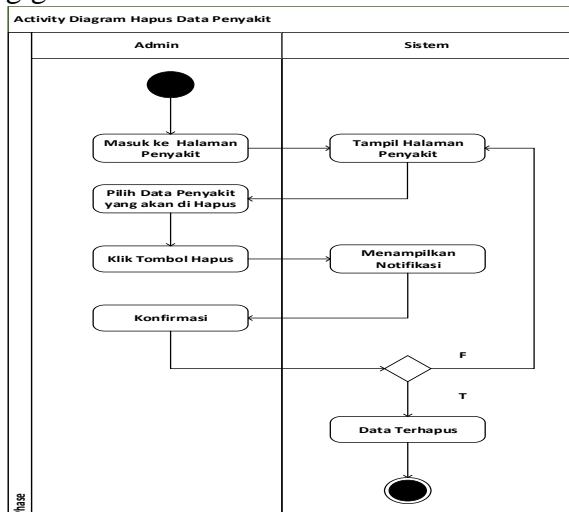 Activity Diagram Hapus Data Penyakit
Admin
Sistem
Masuk ke Halaman
Penyakit
Tampil Halaman
Penyakit
Pilih Data Penyakit
yang akan di Hapus
Klik Tombol Hapus
Menampilkan
Notifikasi
Konfirmasi
F
T
Data Terhapus